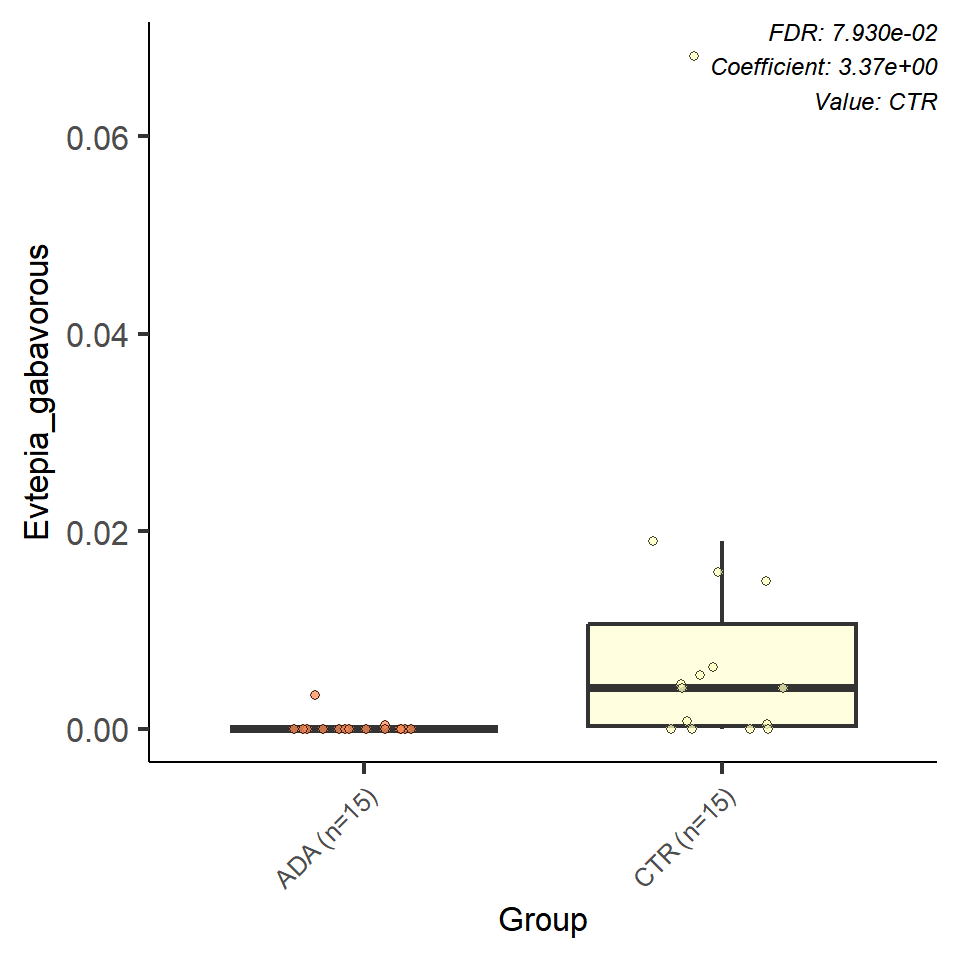 FDR: 7.930e-02
Coefficient: 3.37e+00
Value: CTR
Evtepia_gabavorous
0.06
0.04
0.02
0.00
ADA (n=15)
CTR (n=15)
Group